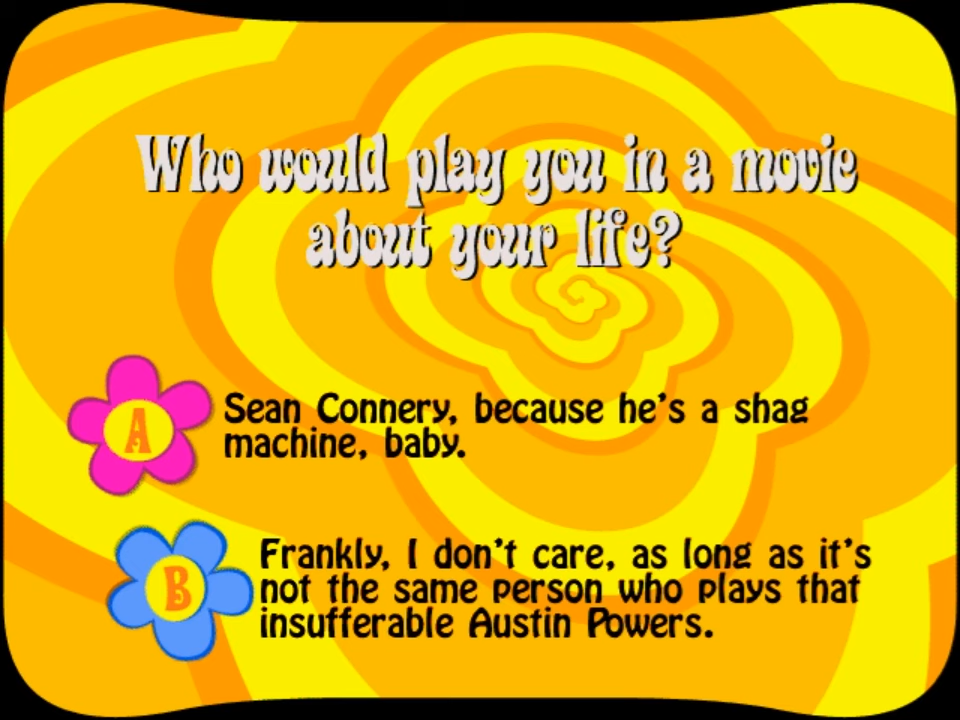 Who would play you in a movie
about your life?
A
Sean Connery, because he's a shag
machine, baby.
B
Frankly, I don't care, as long as it's
not the same person who plays that
insufferable Austin Powers.